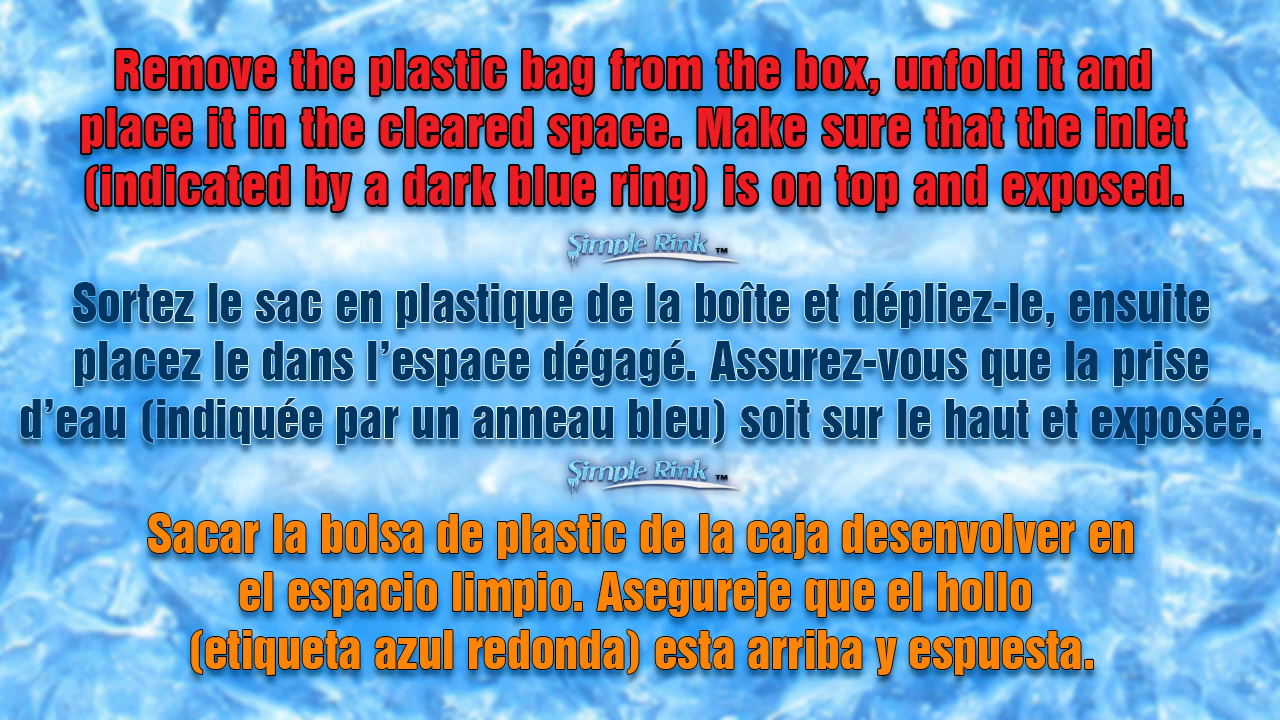 Remove the plastic bag from the box, unfold it and
place it in the cleared space. Make sure that the inlet
(indicated by a dark blue ring) is on top and exposed.
Simple Rink ™
Sortez le sac en plastique de la boîte et dépliez-le, ensuite
placez le dans l’espace dégagé. Assurez-vous que la prise
d’eau (indiquée par un anneau bleu) soit sur le haut et exposée.
Simple Rink ™
Sacar la bolsa de plastic de la caja desenvolver en
el espacio limpio. Asegureje que el hollo
(etiqueta azul redonda) esta arriba y espuesta.